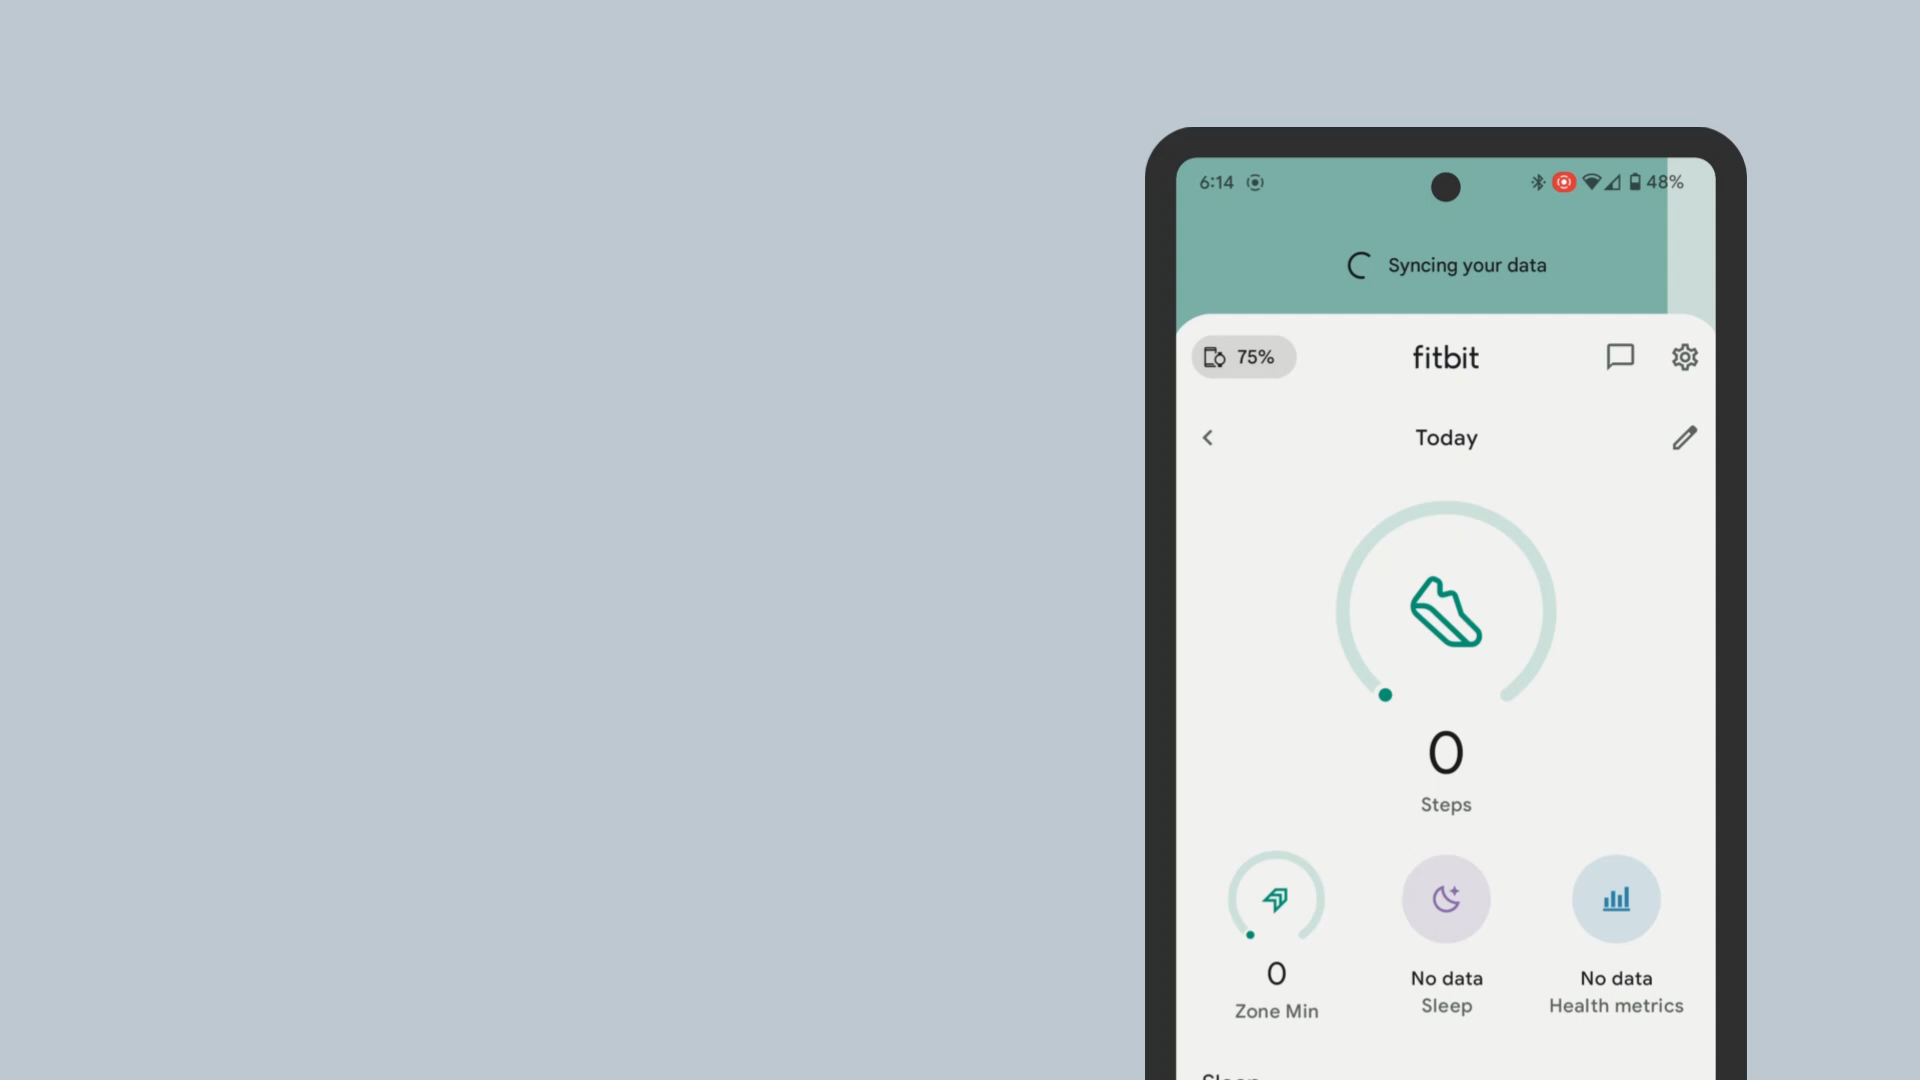 6:14
48%
Syncing your data
75%
fitbit
Today
0
Steps
0
Zone Min
No data
Sleep
No data
Health metrics